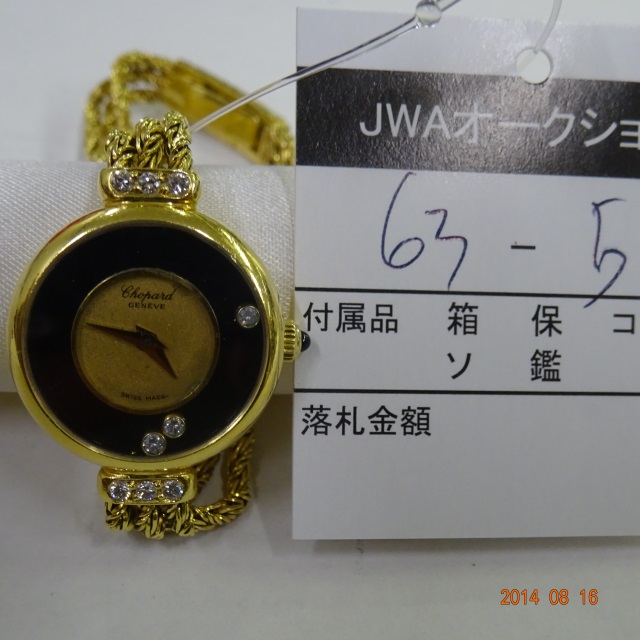 JWAオークショ
63-5
付属品 箱 保 コ
ソ 鑑
落札金額
Chopard
GENÈVE
SWISS MADE
2014 08 16